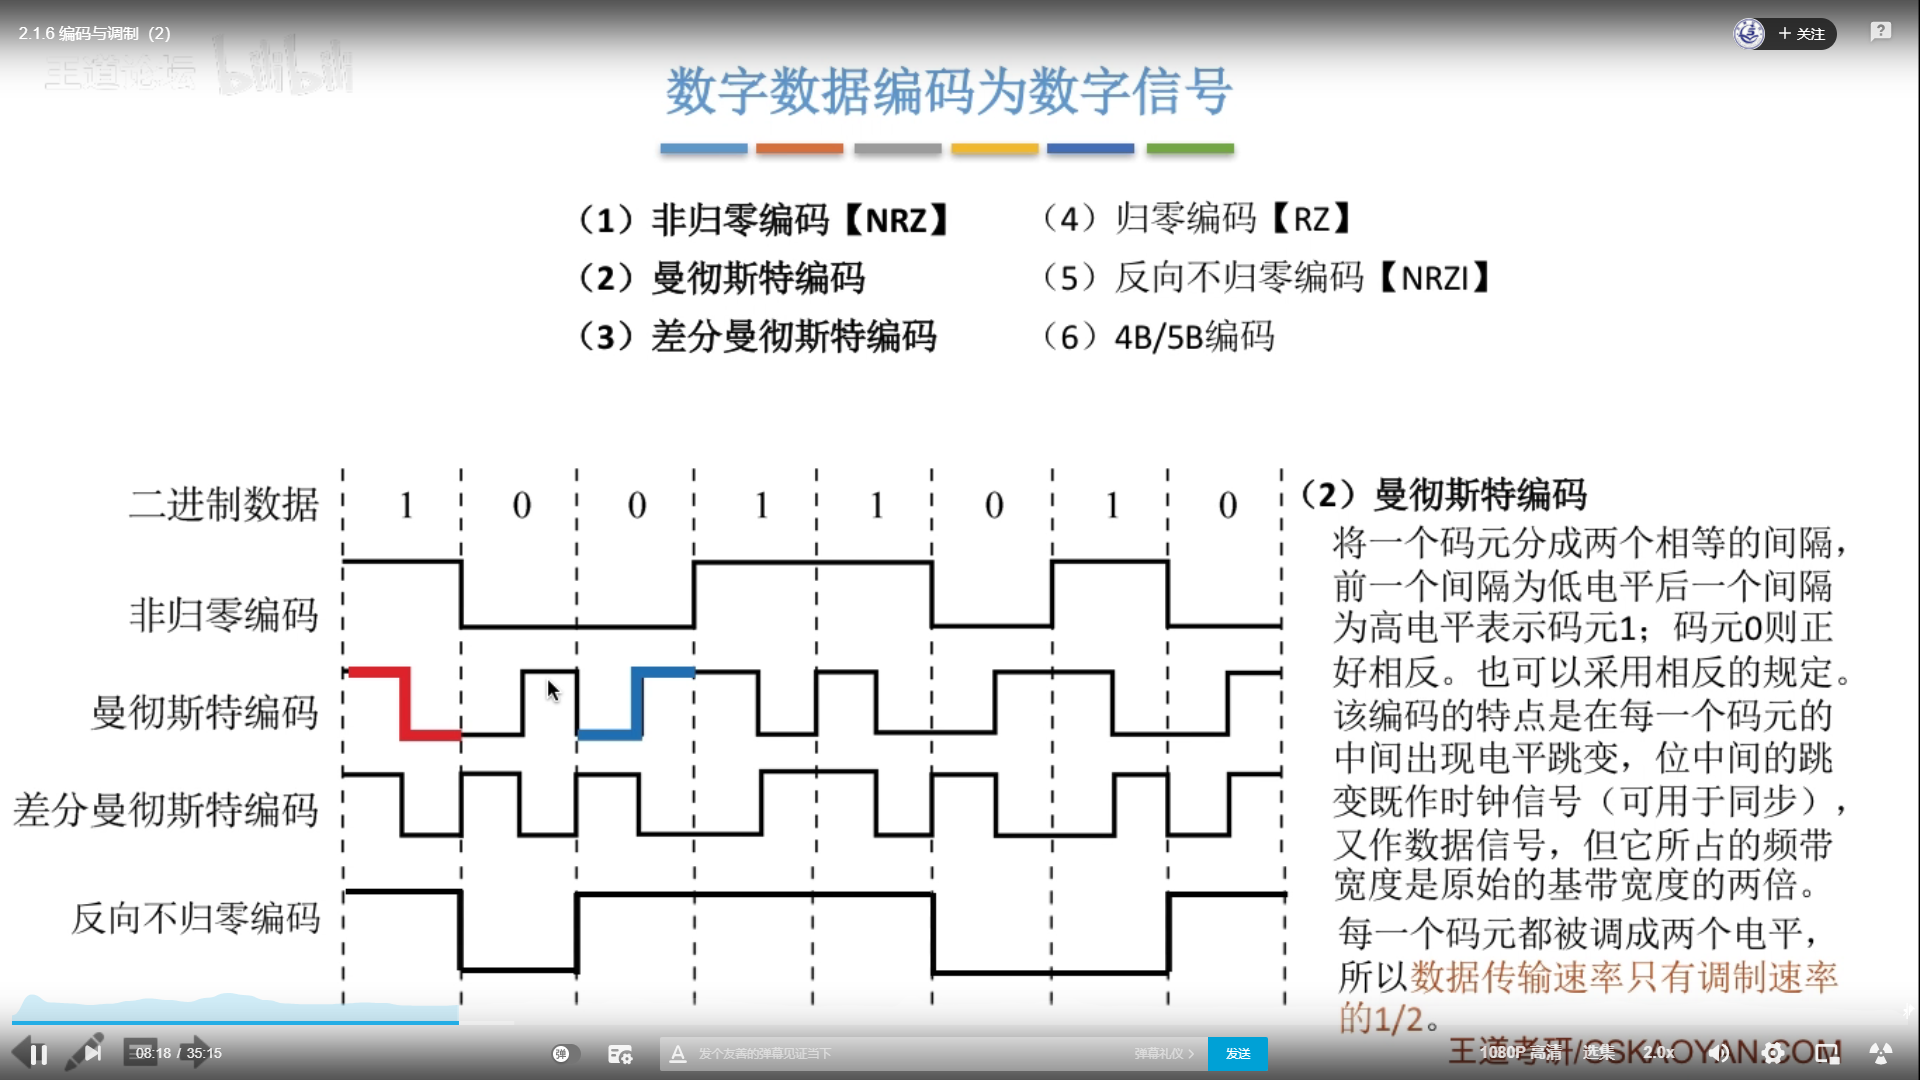 2.1.6 编码与调制（2）
+ 关注
?
王道论坛 bilibili
数字数据编码为数字信号
（1）非归零编码【NRZ】
（4）归零编码【RZ】
（2）曼彻斯特编码
（5）反向不归零编码【NRZI】
（3）差分曼彻斯特编码
（6）4B/5B编码
二进制数据 1 0 0 1 1 0 1 0
非归零编码
曼彻斯特编码
差分曼彻斯特编码
反向不归零编码
（2）曼彻斯特编码
将一个码元分成两个相等的间隔，
前一个间隔为低电平后一个间隔
为高电平表示码元1；码元0则正
好相反。也可以采用相反的规定。
该编码的特点是在每一个码元的
中间出现电平跳变，位中间的跳
变既作时钟信号（可用于同步），
又作数据信号，但它所占的频带
宽度是原始的基带宽度的两倍。
每一个码元都被调成两个电平，
所以数据传输速率只有调制速率
的1/2。
王道考研/CSKAOYAN.COM
08:18 / 35:15
弹
A 发个友善的弹幕见证当下
弹幕礼仪 >
发送
1080P 高清
选集
2.0x